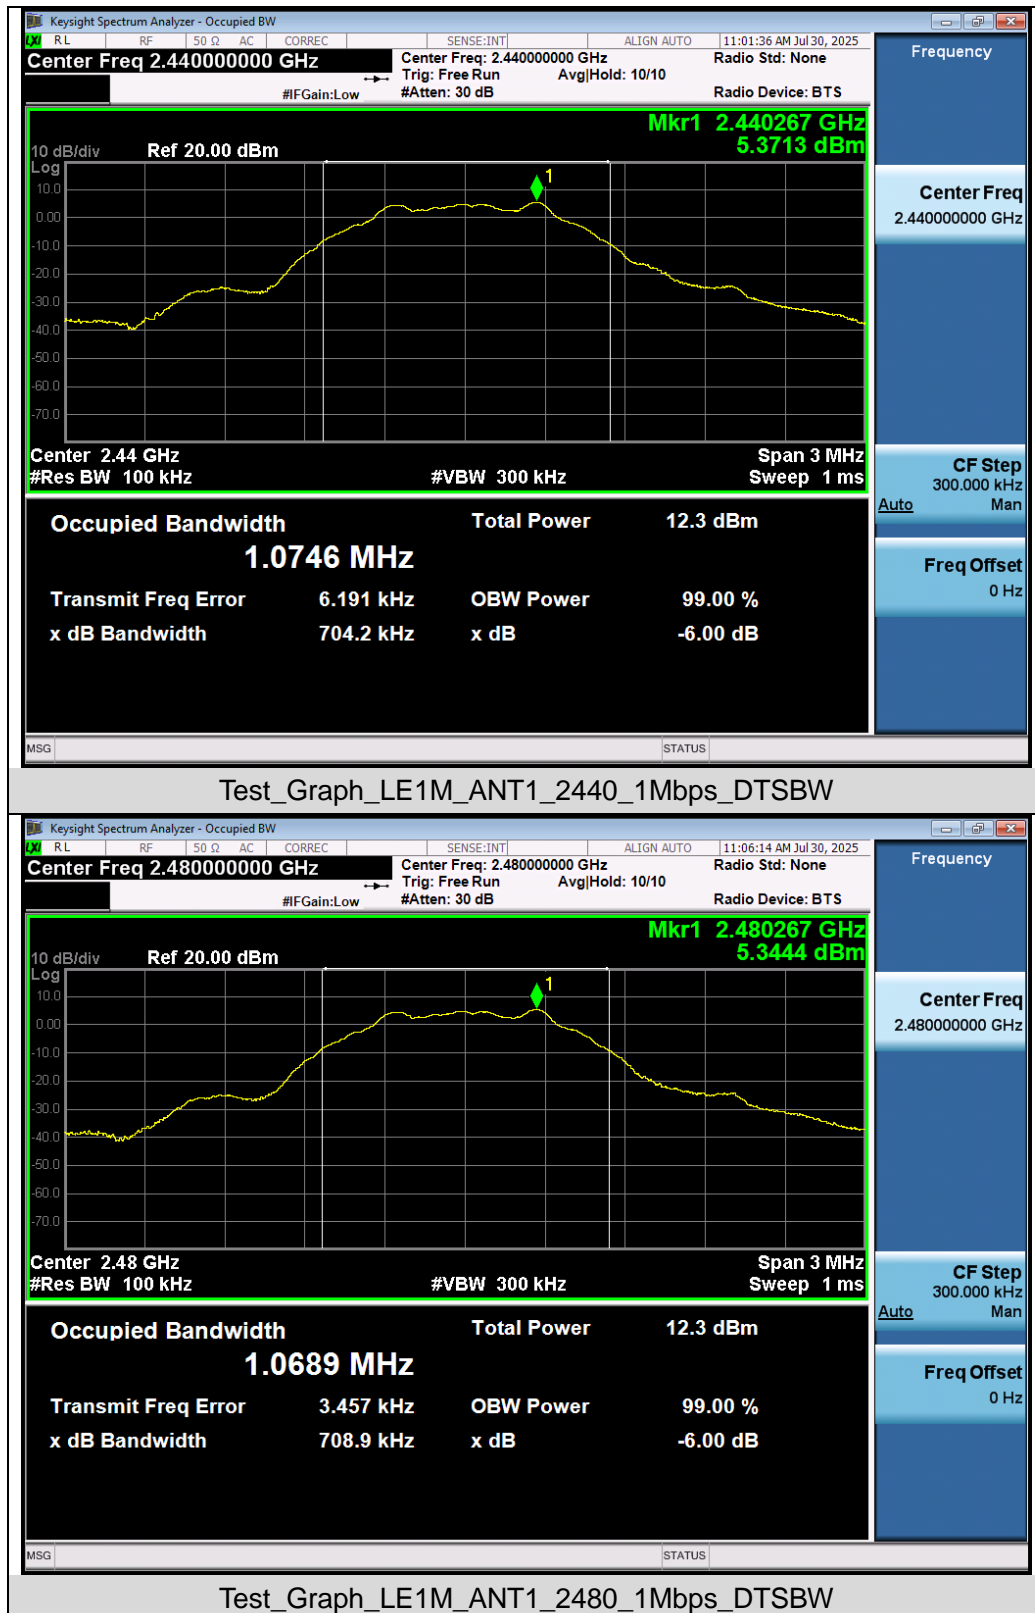 Keysight Spectrum Analyzer - Occupied BW
LXI RL RF 50 Ω AC CORREC SENSE:INT ALIGN AUTO 11:01:36 AM Jul 30, 2025
Center Freq 2.440000000 GHz
Center Freq: 2.440000000 GHz
Radio Std: None
Trig: Free Run Avg|Hold: 10/10
#IFGain:Low #Atten: 30 dB Radio Device: BTS
Frequency
Mkr1 2.440267 GHz
5.3713 dBm
10 dB/div Ref 20.00 dBm
Log
1
10.0
0.00
-10.0
-20.0
-30.0
-40.0
-50.0
-60.0
-70.0
Center Freq
2.440000000 GHz
Center 2.44 GHz Span 3 MHz
#Res BW 100 kHz #VBW 300 kHz Sweep 1 ms
CF Step
300.000 kHz
Auto Man
Freq Offset
0 Hz
Occupied Bandwidth Total Power 12.3 dBm
1.0746 MHz
Transmit Freq Error 6.191 kHz OBW Power 99.00 %
x dB Bandwidth 704.2 kHz x dB -6.00 dB
MSG STATUS
Test_Graph_LE1M_ANT1_2440_1Mbps_DTSBW
Keysight Spectrum Analyzer - Occupied BW
LXI RL RF 50 Ω AC CORREC SENSE:INT ALIGN AUTO 11:06:14 AM Jul 30, 2025
Center Freq 2.480000000 GHz
Center Freq: 2.480000000 GHz
Radio Std: None
Trig: Free Run Avg|Hold: 10/10
#IFGain:Low #Atten: 30 dB Radio Device: BTS
Frequency
Mkr1 2.480267 GHz
5.3444 dBm
10 dB/div Ref 20.00 dBm
Log
1
10.0
0.00
-10.0
-20.0
-30.0
-40.0
-50.0
-60.0
-70.0
Center Freq
2.480000000 GHz
Center 2.48 GHz Span 3 MHz
#Res BW 100 kHz #VBW 300 kHz Sweep 1 ms
CF Step
300.000 kHz
Auto Man
Freq Offset
0 Hz
Occupied Bandwidth Total Power 12.3 dBm
1.0689 MHz
Transmit Freq Error 3.457 kHz OBW Power 99.00 %
x dB Bandwidth 708.9 kHz x dB -6.00 dB
MSG STATUS
Test_Graph_LE1M_ANT1_2480_1Mbps_DTSBW